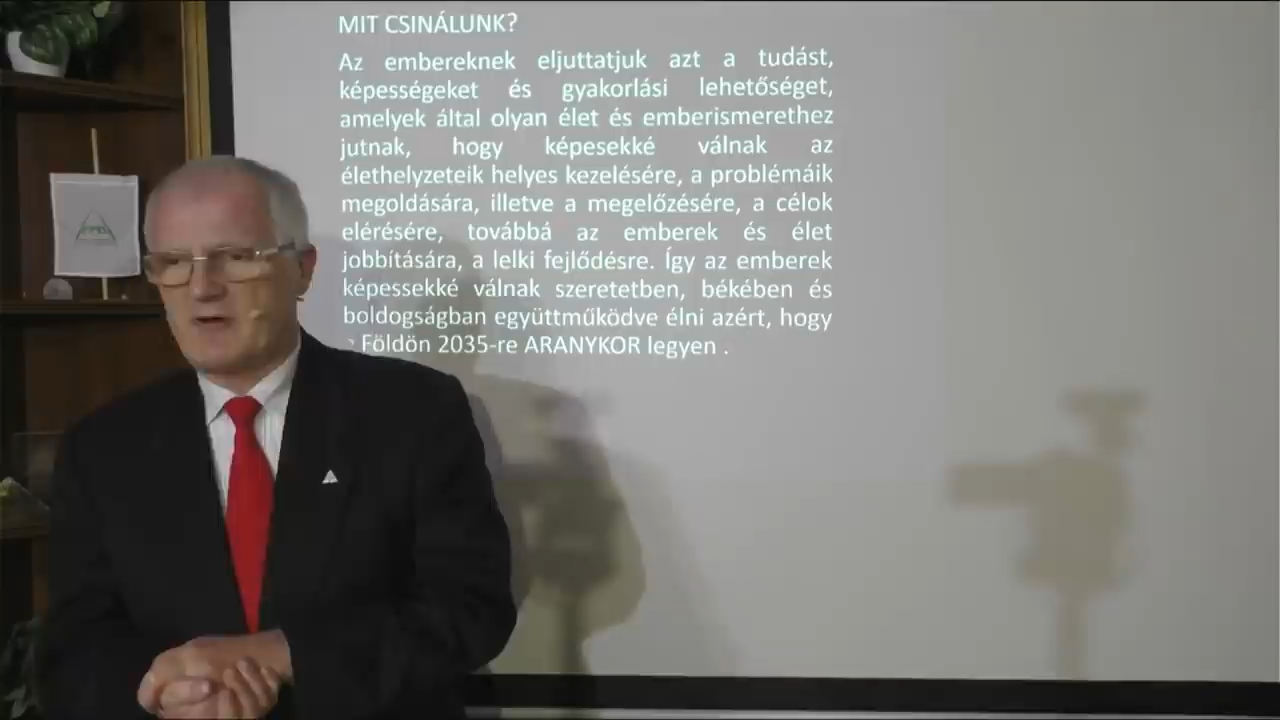 MIT CSINÁLUNK?
Az embereknek eljuttatjuk azt a tudást,
képességeket és gyakorlási lehetőséget,
amelyek által olyan élet és emberismerethez
jutnak, hogy képesekké válnak az
élethelyzeteik helyes kezelésére, a problémáik
megoldására, illetve a megelőzésére, a célok
elérésére, továbbá az emberek és élet
jobbítására, a lelki fejlődésre. Így az emberek
képessekké válnak szeretetben, békében és
boldogságban együttműködve élni azért, hogy
Földön 2035-re ARANYKOR legyen .